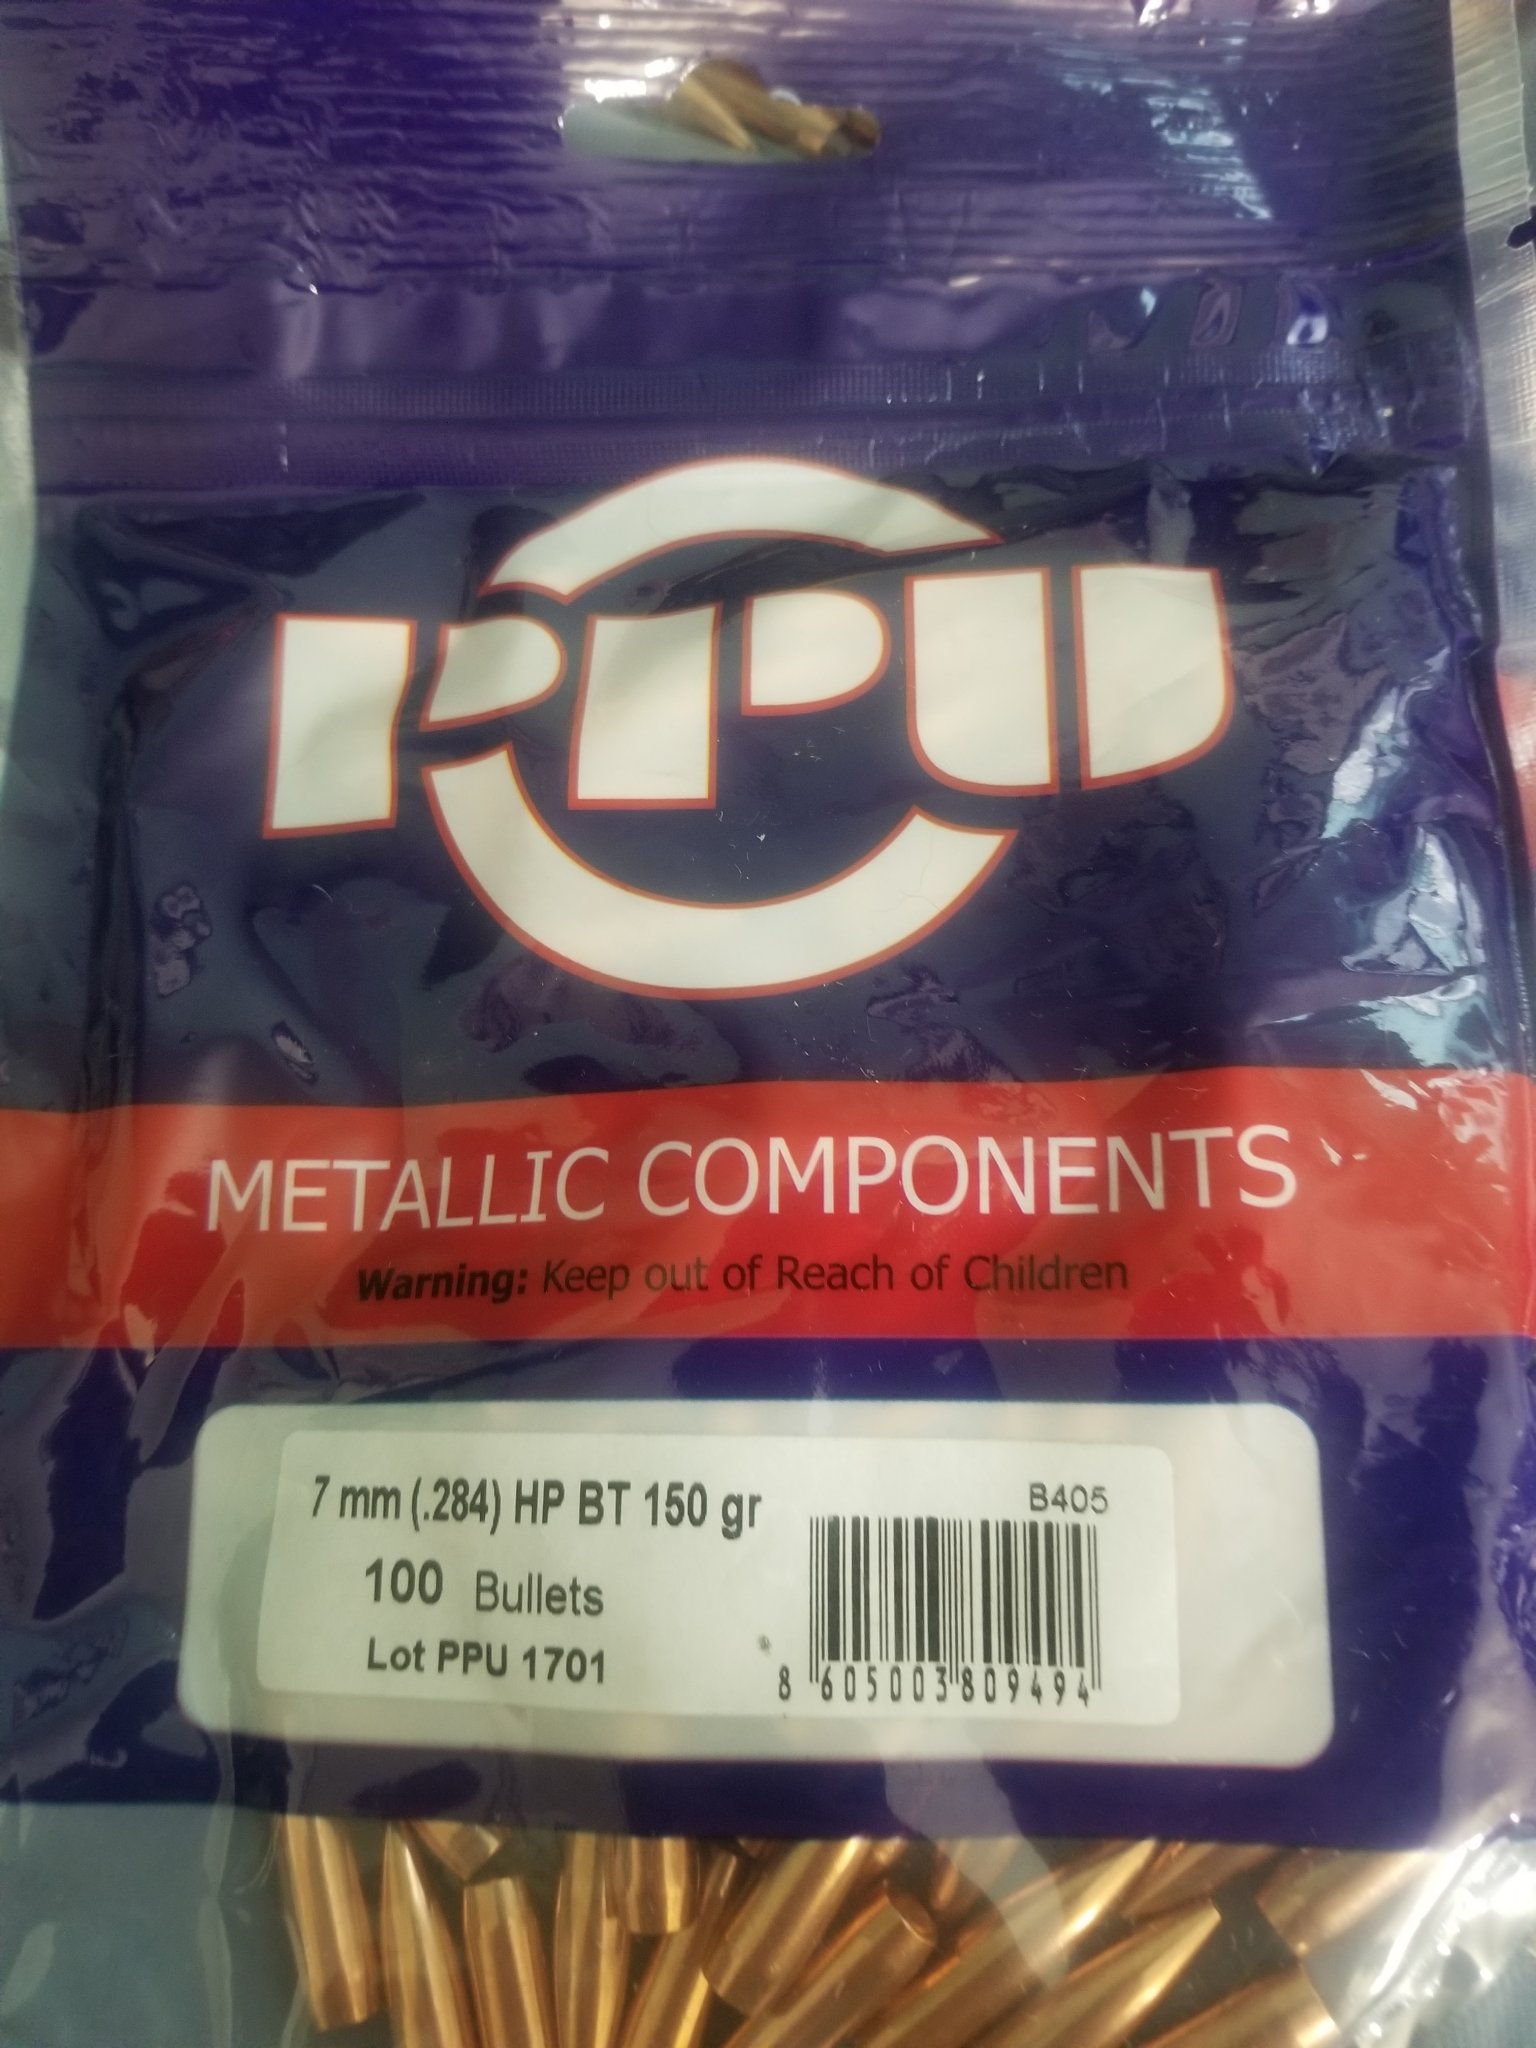 PPU
METALLIC COMPONENTS
Warning: Keep out of Reach of Children
7 mm (.284) HP BT 150 gr
B405
100 Bullets
Lot PPU 1701
8 605003 809494